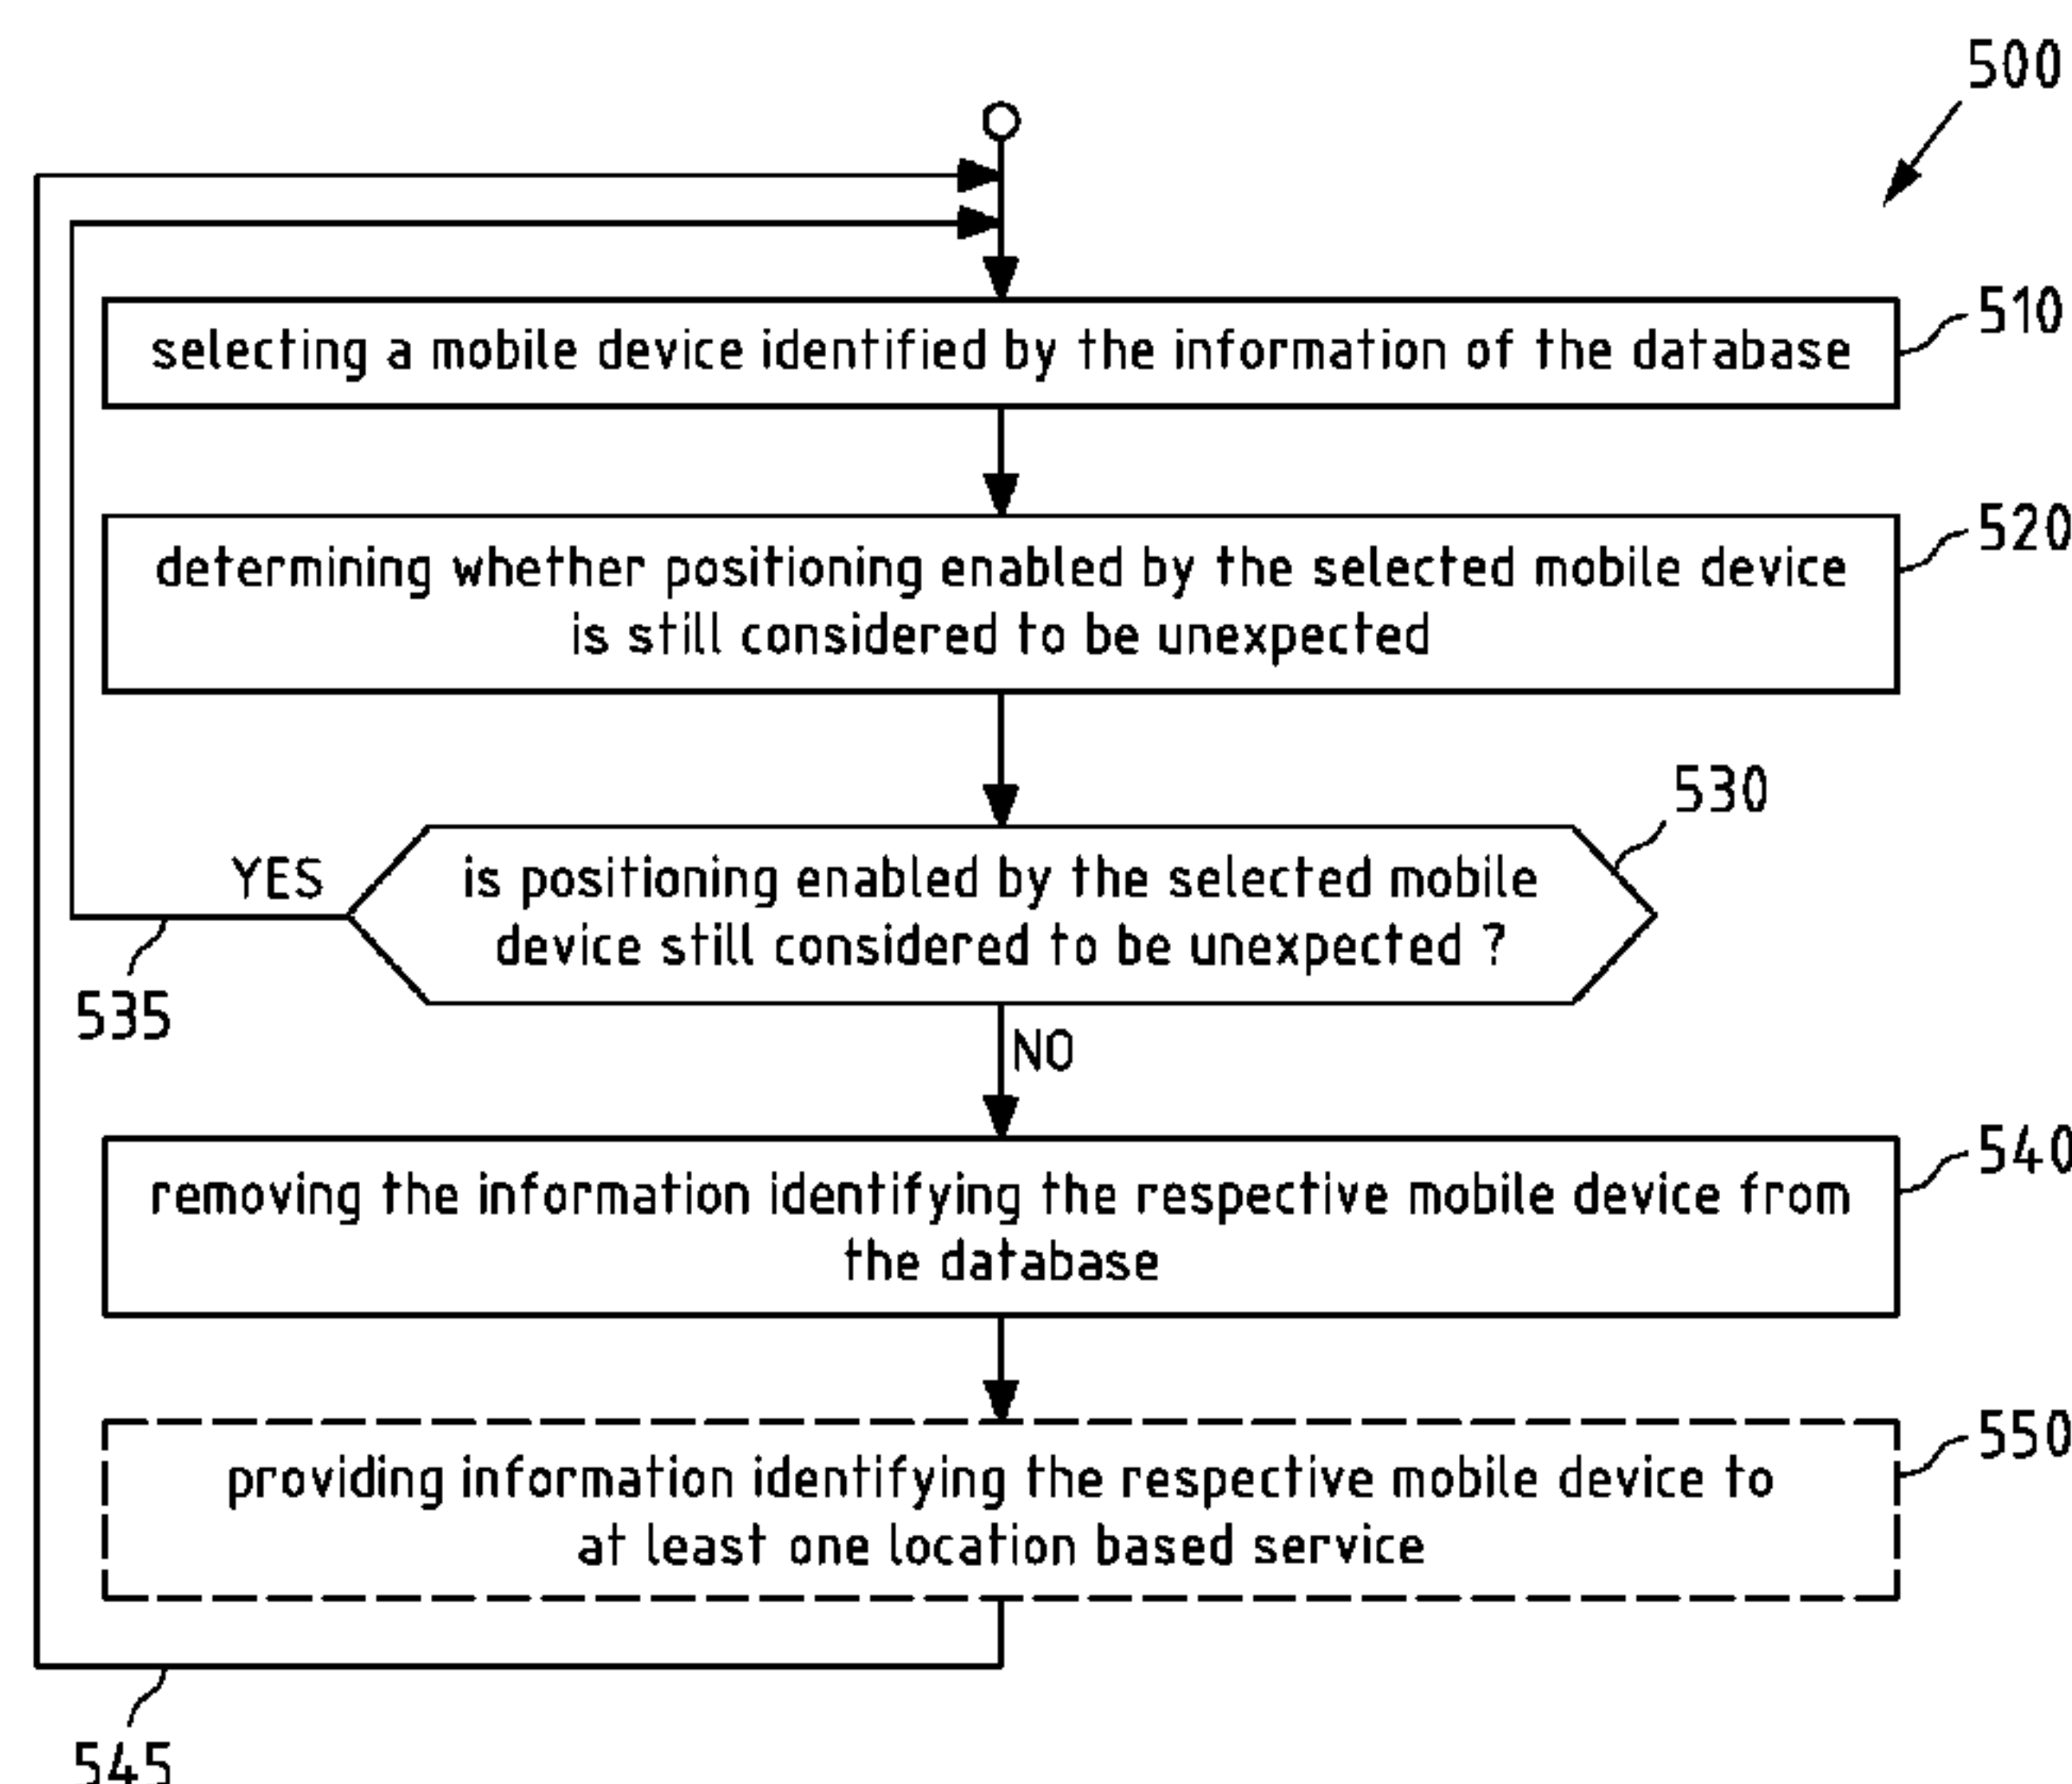 500
selecting a mobile device identified by the information of the database
510
determining whether positioning enabled by the selected mobile device
is still considered to be unexpected
520
530
YES
is positioning enabled by the selected mobile
device still considered to be unexpected ?
535
NO
removing the information identifying the respective mobile device from
the database
540
providing information identifying the respective mobile device to
at least one location based service
550
545